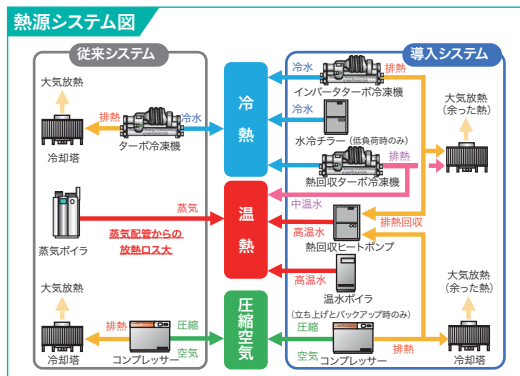 熱源システム図
従来システム
導入システム
大気放熱
排熱
冷水
冷却塔
ターボ冷凍機
蒸気
蒸気ボイラ
蒸気配管からの
放熱ロス大
大気放熱
排熱
圧縮
空気
冷却塔
コンプレッサー
冷熱
温熱
圧縮空気
冷水
排熱
インバータターボ冷凍機
冷水
水冷チラー(低負荷時のみ)
排熱
熱回収ターボ冷凍機
中温水
大気放熱
(余った熱)
冷却塔
排熱回収
高温水
熱回収ヒートポンプ
高温水
温水ボイラ
(立ち上げとバックアップ時のみ)
圧縮
空気
コンプレッサー
排熱
大気放熱
(余った熱)
冷却塔